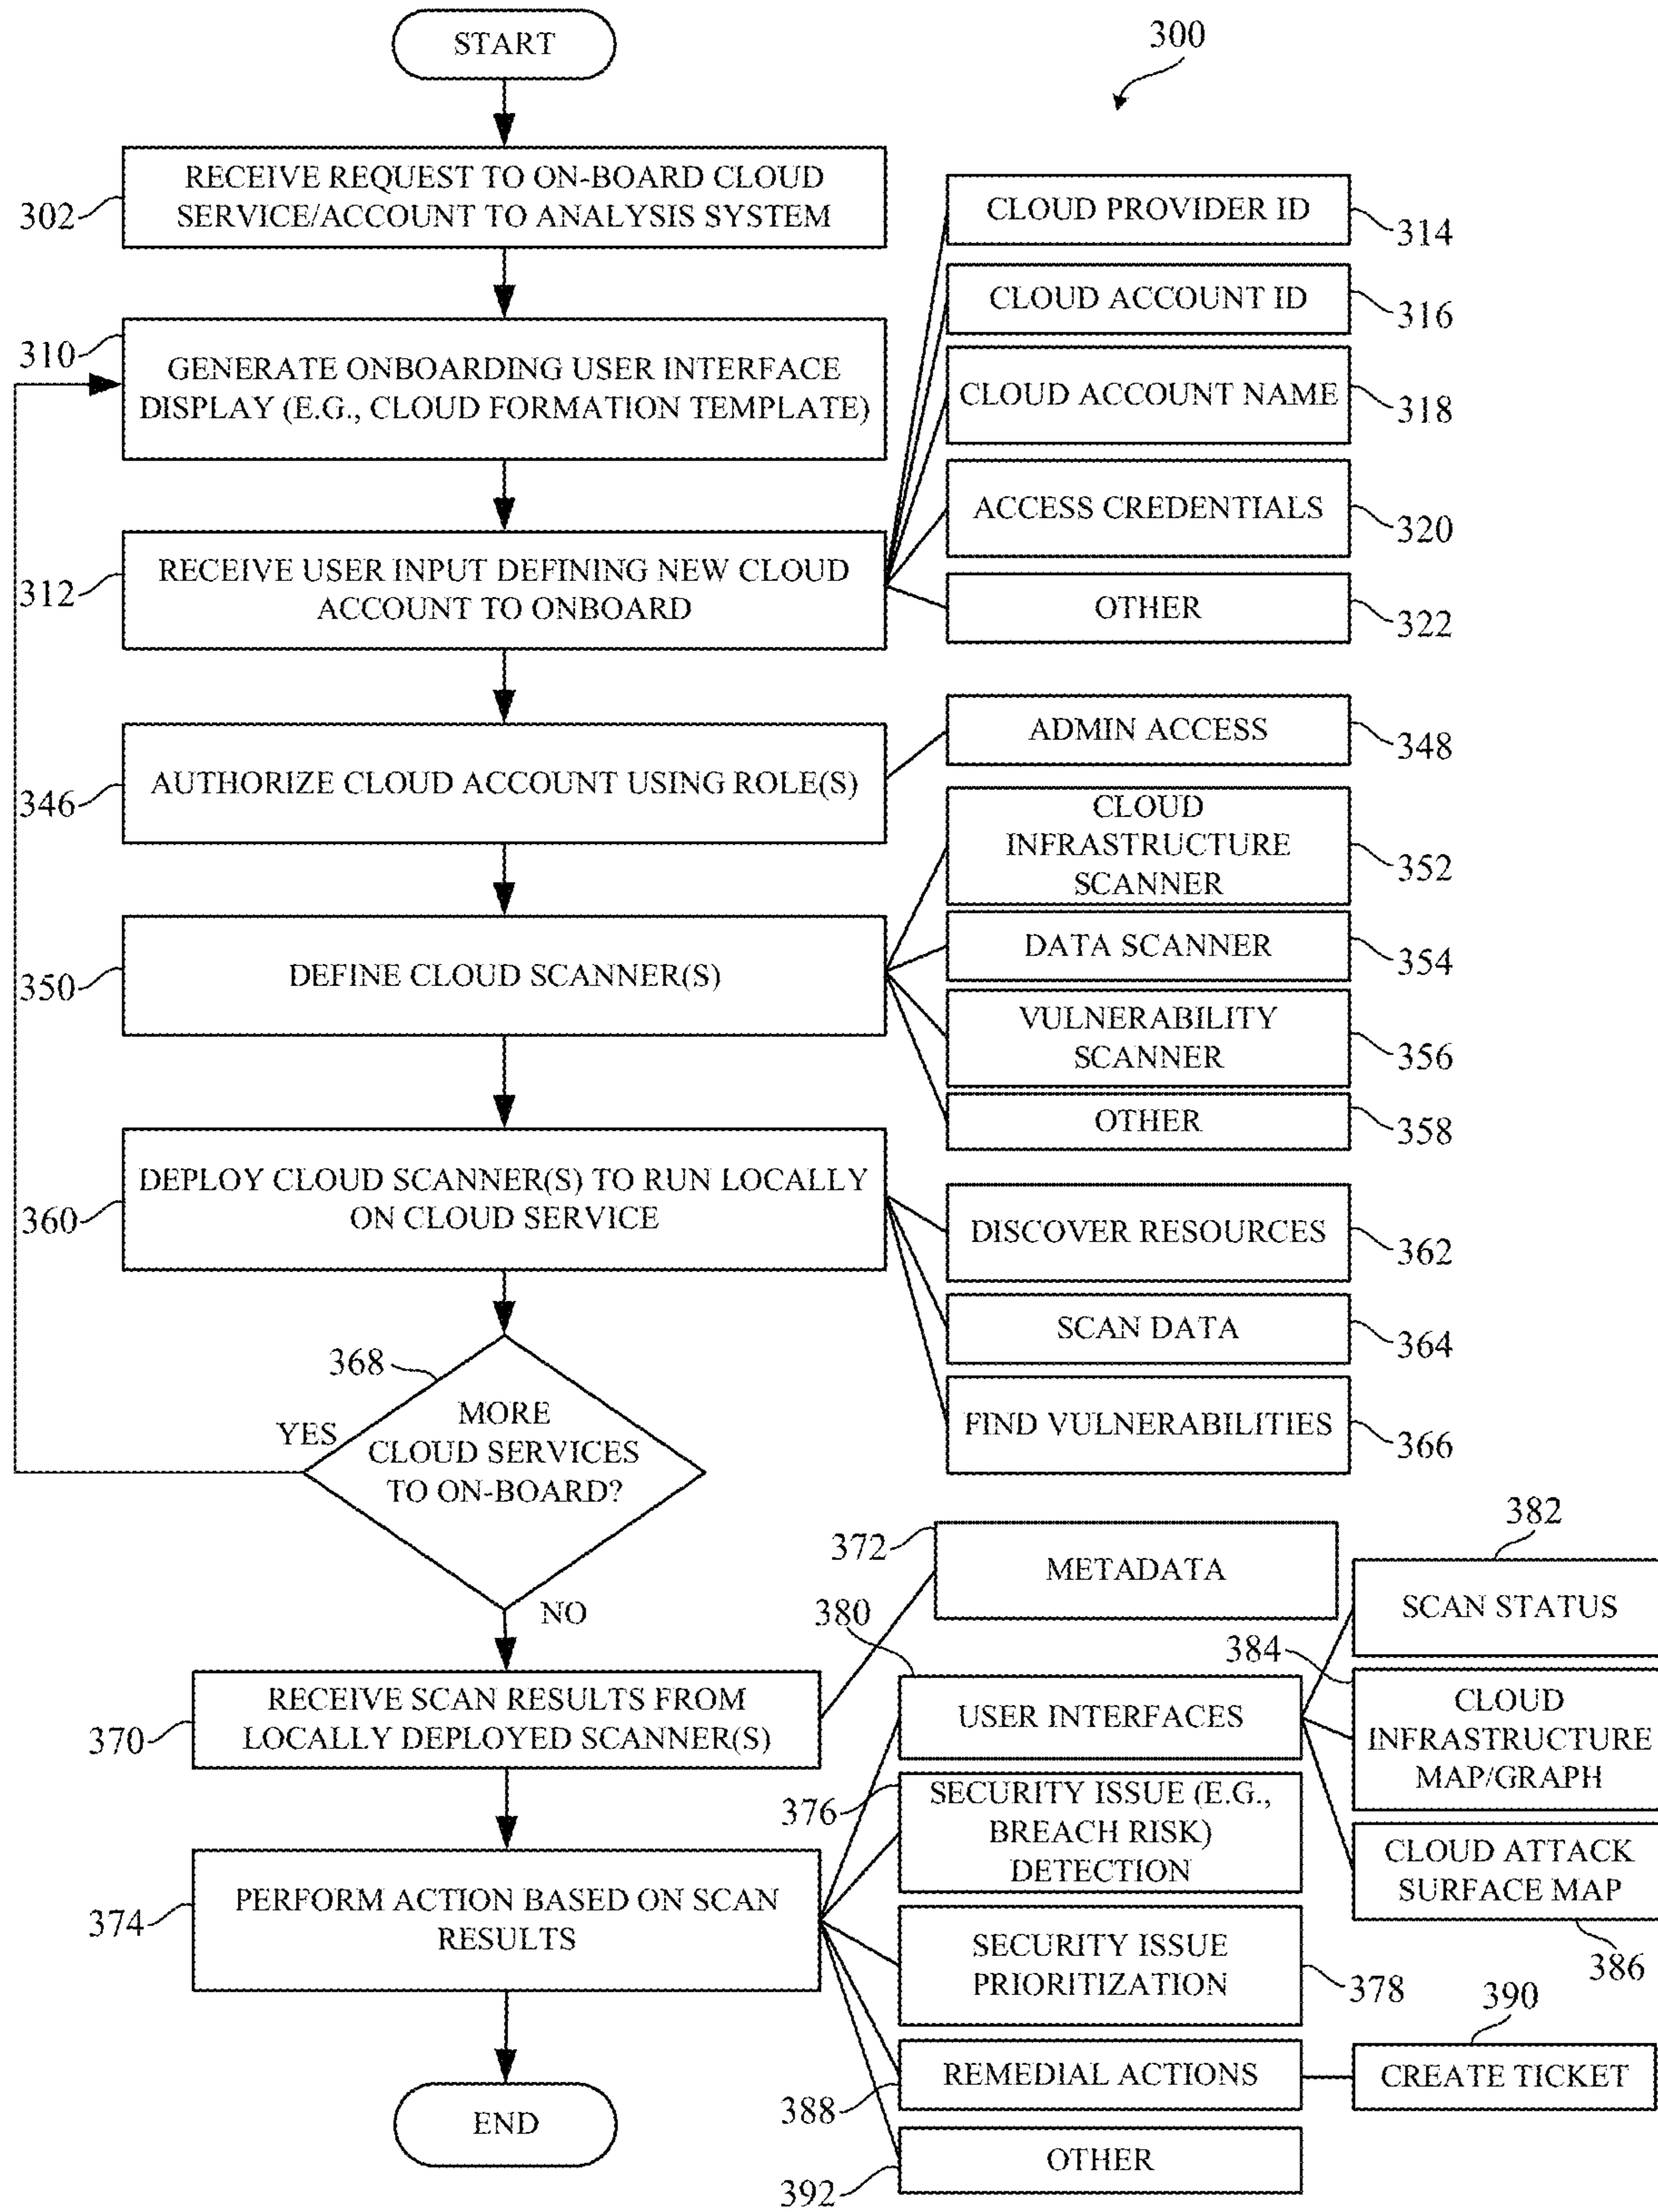 START
300
RECEIVE REQUEST TO ON-BOARD CLOUD
SERVICE/ACCOUNT TO ANALYSIS SYSTEM
302
CLOUD PROVIDER ID
314
CLOUD ACCOUNT ID
316
310
GENERATE ONBOARDING USER INTERFACE
DISPLAY (E.G., CLOUD FORMATION TEMPLATE)
CLOUD ACCOUNT NAME
318
ACCESS CREDENTIALS
320
312
RECEIVE USER INPUT DEFINING NEW CLOUD
ACCOUNT TO ONBOARD
OTHER
322
346
AUTHORIZE CLOUD ACCOUNT USING ROLE(S)
ADMIN ACCESS
348
CLOUD
INFRASTRUCTURE
SCANNER
352
350
DEFINE CLOUD SCANNER(S)
DATA SCANNER
354
VULNERABILITY
SCANNER
356
OTHER
358
360
DEPLOY CLOUD SCANNER(S) TO RUN LOCALLY
ON CLOUD SERVICE
DISCOVER RESOURCES
362
SCAN DATA
364
FIND VULNERABILITIES
366
368
YES
MORE
CLOUD SERVICES
TO ON-BOARD?
NO
372
METADATA
382
SCAN STATUS
370
RECEIVE SCAN RESULTS FROM
LOCALLY DEPLOYED SCANNER(S)
380
USER INTERFACES
384
CLOUD
INFRASTRUCTURE
MAP/GRAPH
376
SECURITY ISSUE (E.G.,
BREACH RISK)
DETECTION
CLOUD ATTACK
SURFACE MAP
386
374
PERFORM ACTION BASED ON SCAN
RESULTS
SECURITY ISSUE
PRIORITIZATION
378
390
388
REMEDIAL ACTIONS
CREATE TICKET
END
392
OTHER